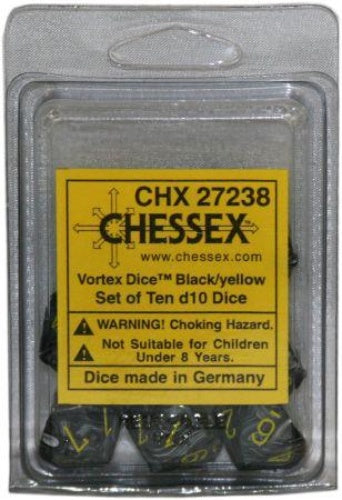 CHX 27238
CHESSEX™
www.chessex.com
Vortex Dice™ Black/yellow
Set of Ten d10 Dice
WARNING! Choking Hazard.
Not Suitable for Children
Under 8 Years.
Dice made in Germany